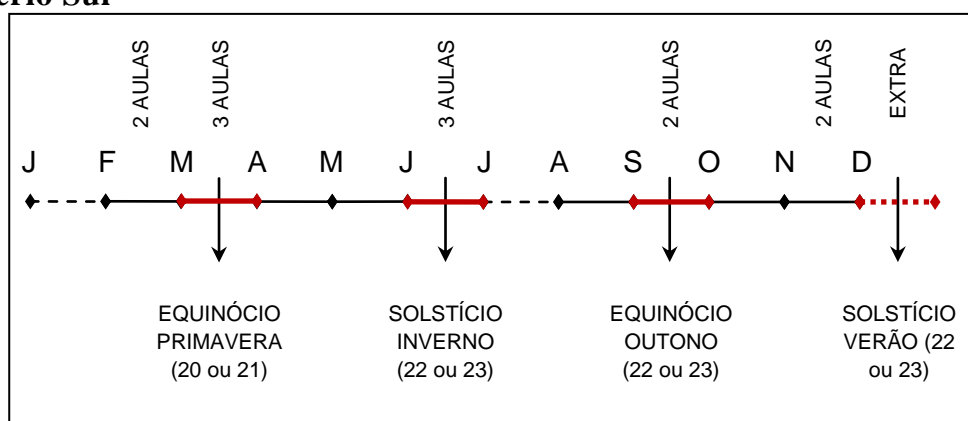 2 AULAS
3 AULAS
3 AULAS
2 AULAS
2 AULAS
EXTRA
J F M A M J J A S O N D
EQUINÓCIO
PRIMAVERA
(20 ou 21)
SOLSTÍCIO
INVERNO
(22 ou 23)
EQUINÓCIO
OUTONO
(22 ou 23)
SOLSTÍCIO
VERÃO (22
ou 23)